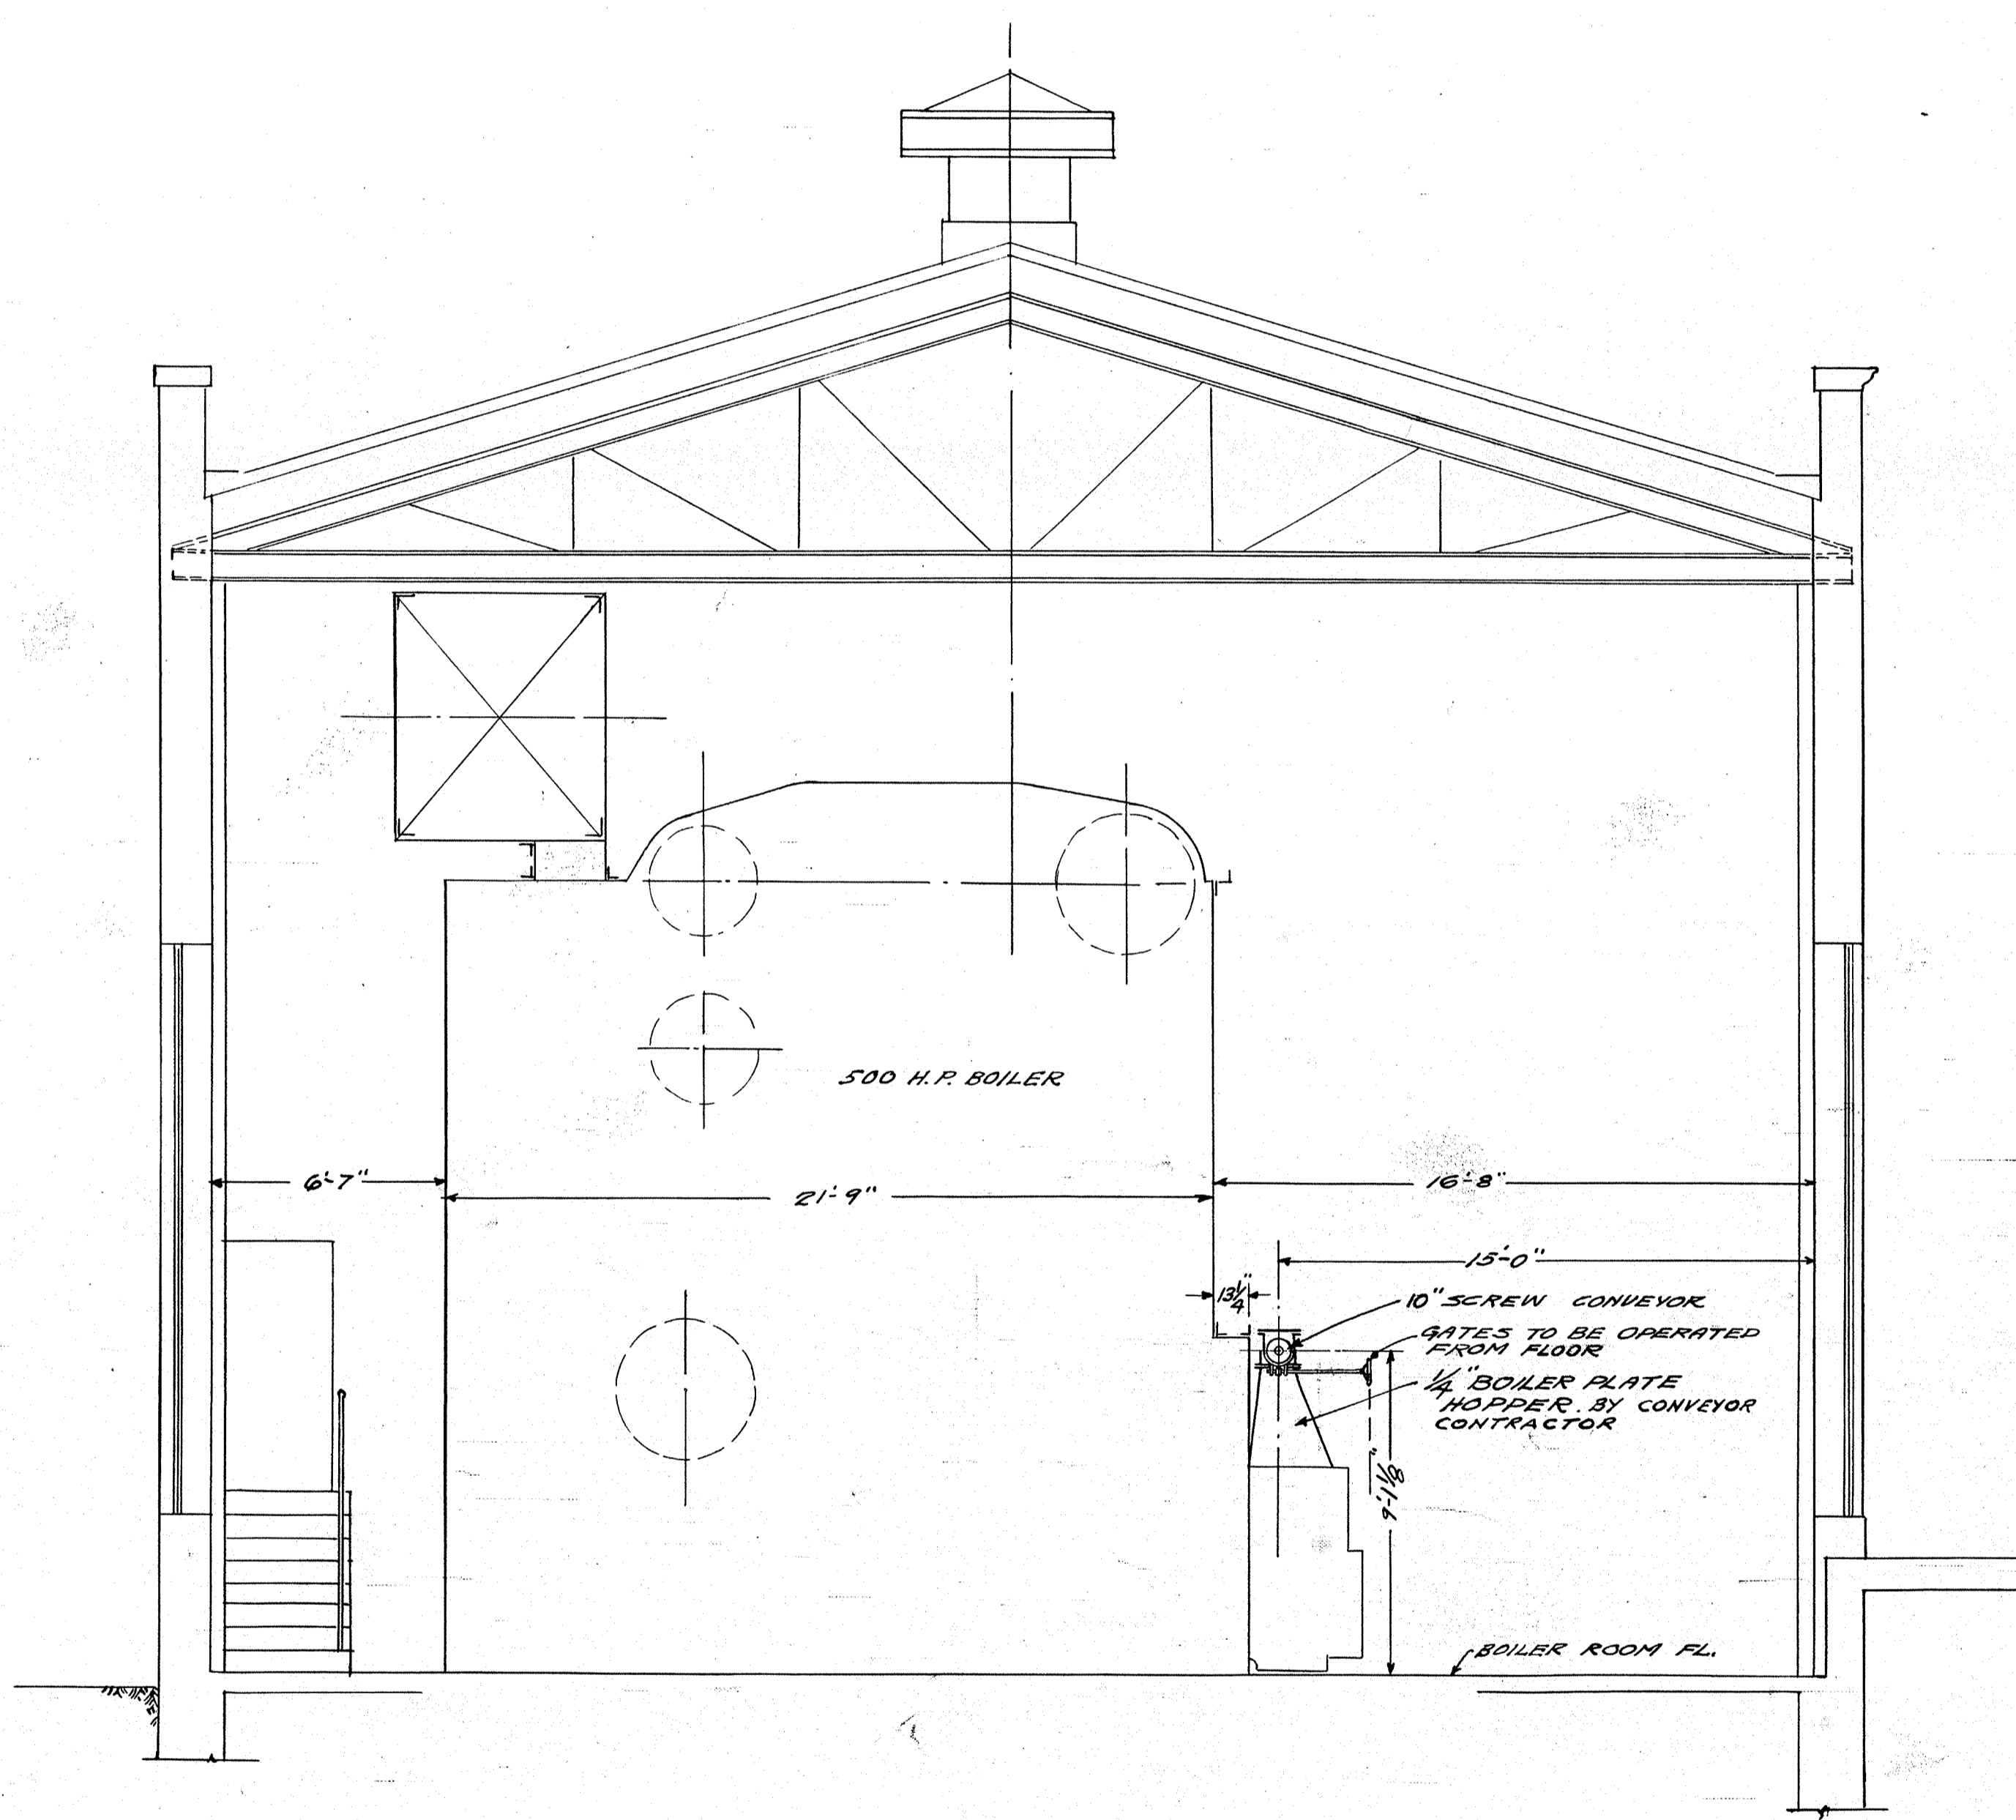 500 H.P. BOILER
6'-7"
21'-9"
16'-8"
15'-0"
13 1/4"
10" SCREW CONVEYOR
GATES TO BE OPERATED
FROM FLOOR
1/4" BOILER PLATE
HOPPER. BY CONVEYOR
CONTRACTOR
9'-1 1/8"
BOILER ROOM FL.